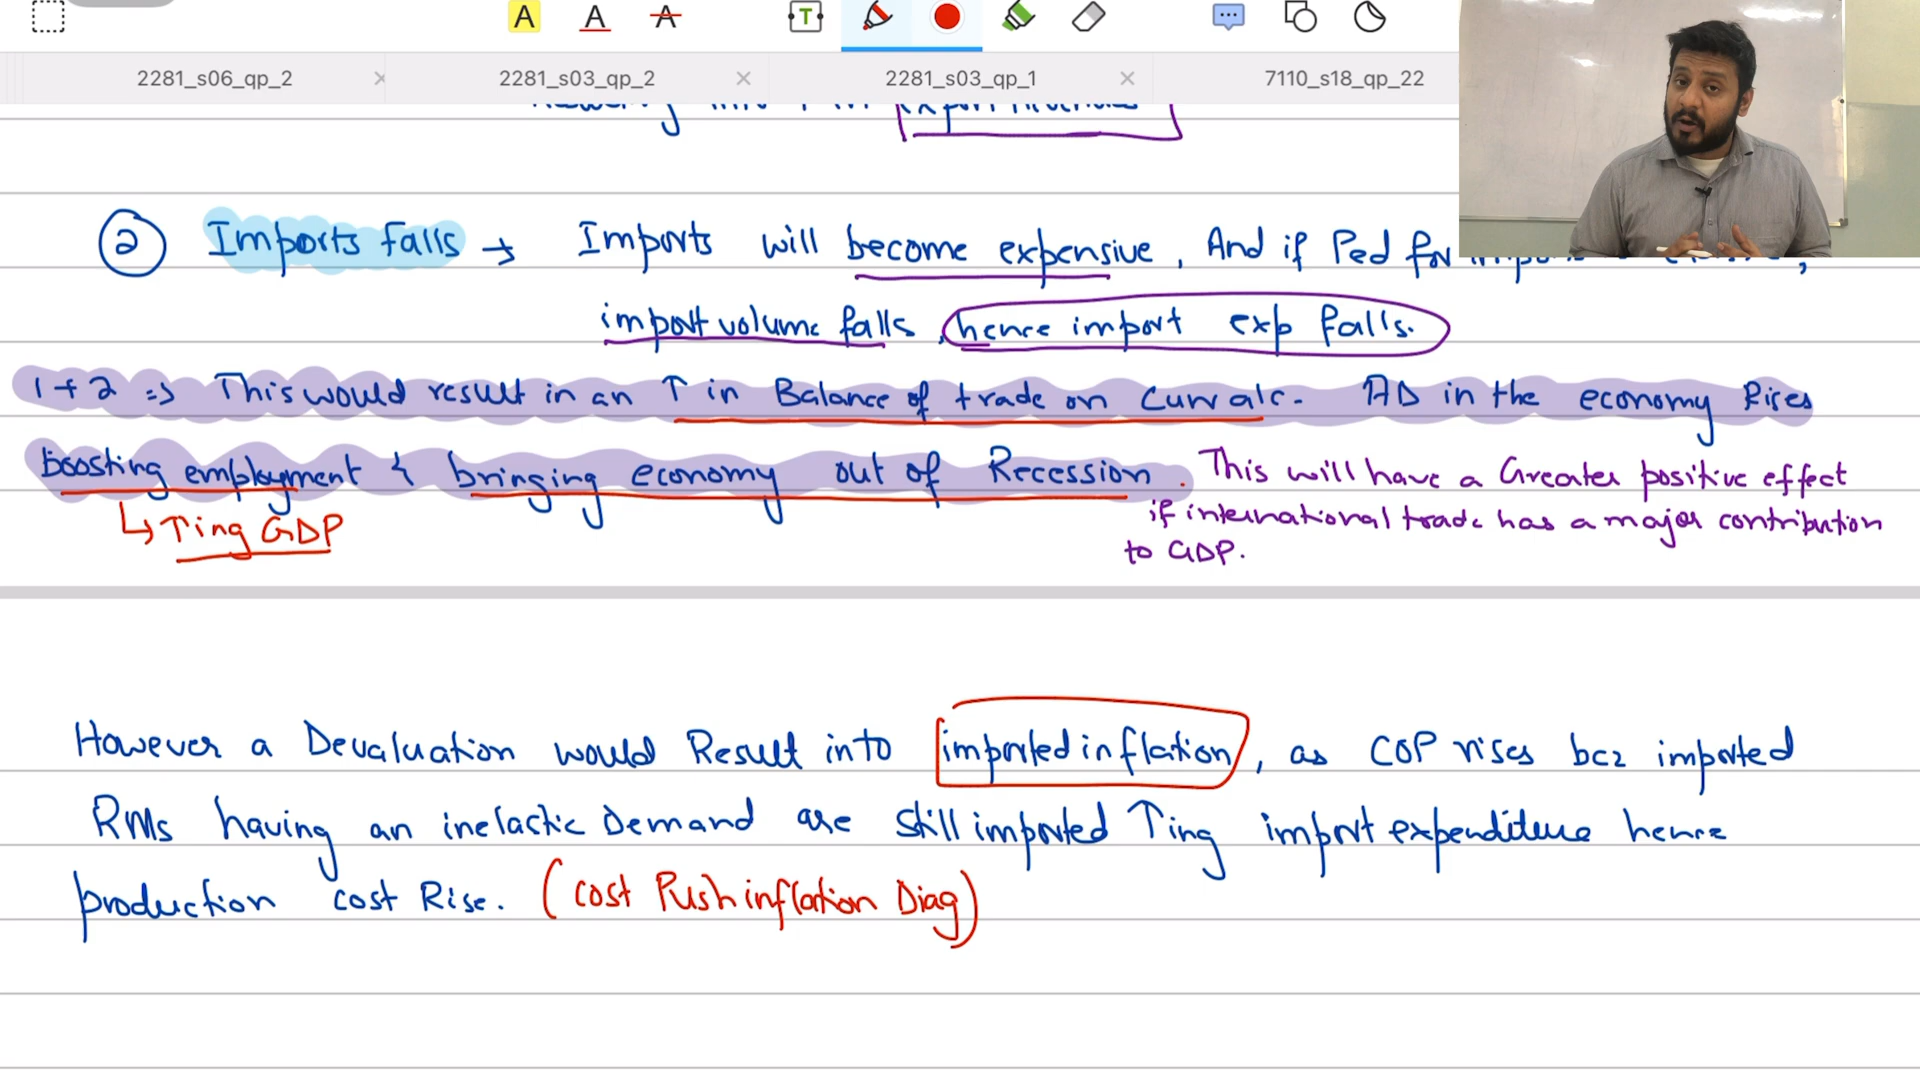 2281_s06_qp_2 2281_s03_qp_2 2281_s03_qp_1 7110_s18_qp_22
2 Imports falls → Imports will become expensive, And if Ped for
import volume falls, hence import exp falls.
1+2 => This would result in an ↑ in Balance of trade on Curr a/c. AD in the economy Rises
boosting employment & bringing economy out of Recession. This will have a Greater positive effect
↳ ↑ing GDP if international trade has a major contribution
to GDP.
However a Devaluation would Result into imported inflation, as COP rises bcz imported
RMs having an inelastic Demand are still imported ↑ing import expenditure hence
production cost Rise. (cost Push inflation Diag)